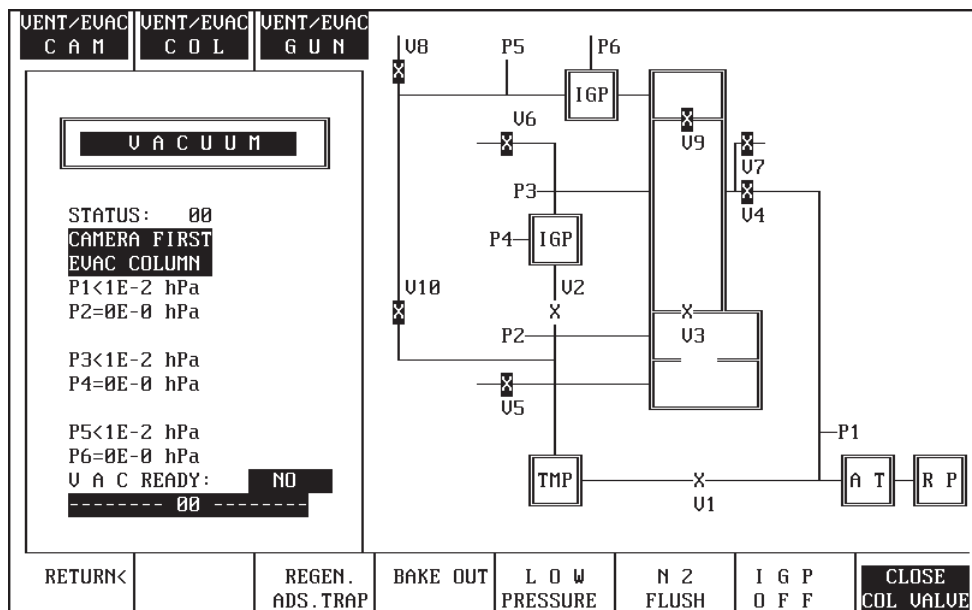 VENT/EVAC VENT/EVAC VENT/EVAC
C A M C O L G U N
V8 P5 P6
X
IGP
V6 X
V A C U U M X V9 X
V7
P3 X
STATUS: 00 V4
CAMERA FIRST P4 IGP
EVAC COLUMN
P1<1E-2 hPa V10 V2
P2=0E-0 hPa X X X
P2 V3
P3<1E-2 hPa
P4=0E-0 hPa X
V5
P5<1E-2 hPa P1
P6=0E-0 hPa
V A C READY: NO TMP X A T R P
-------- 00 -------- V1
RETURN< REGEN. BAKE OUT L O W N 2 I G P CLOSE
ADS.TRAP PRESSURE FLUSH O F F COL VALVE